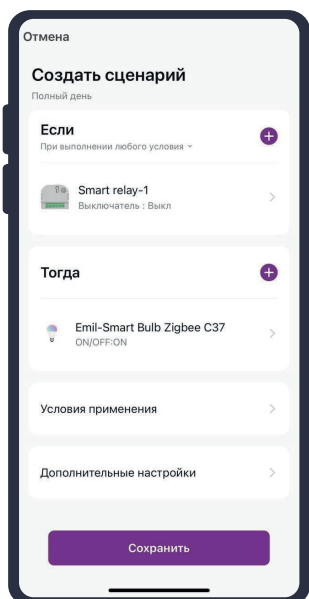 Отмена
Создать сценарий
Полный день
Если
При выполнении любого условия
Smart relay-1
Выключатель : Выкл
Тогда
Emil-Smart Bulb Zigbee C37
ON/OFF:ON
Условия применения
Дополнительные настройки
Сохранить